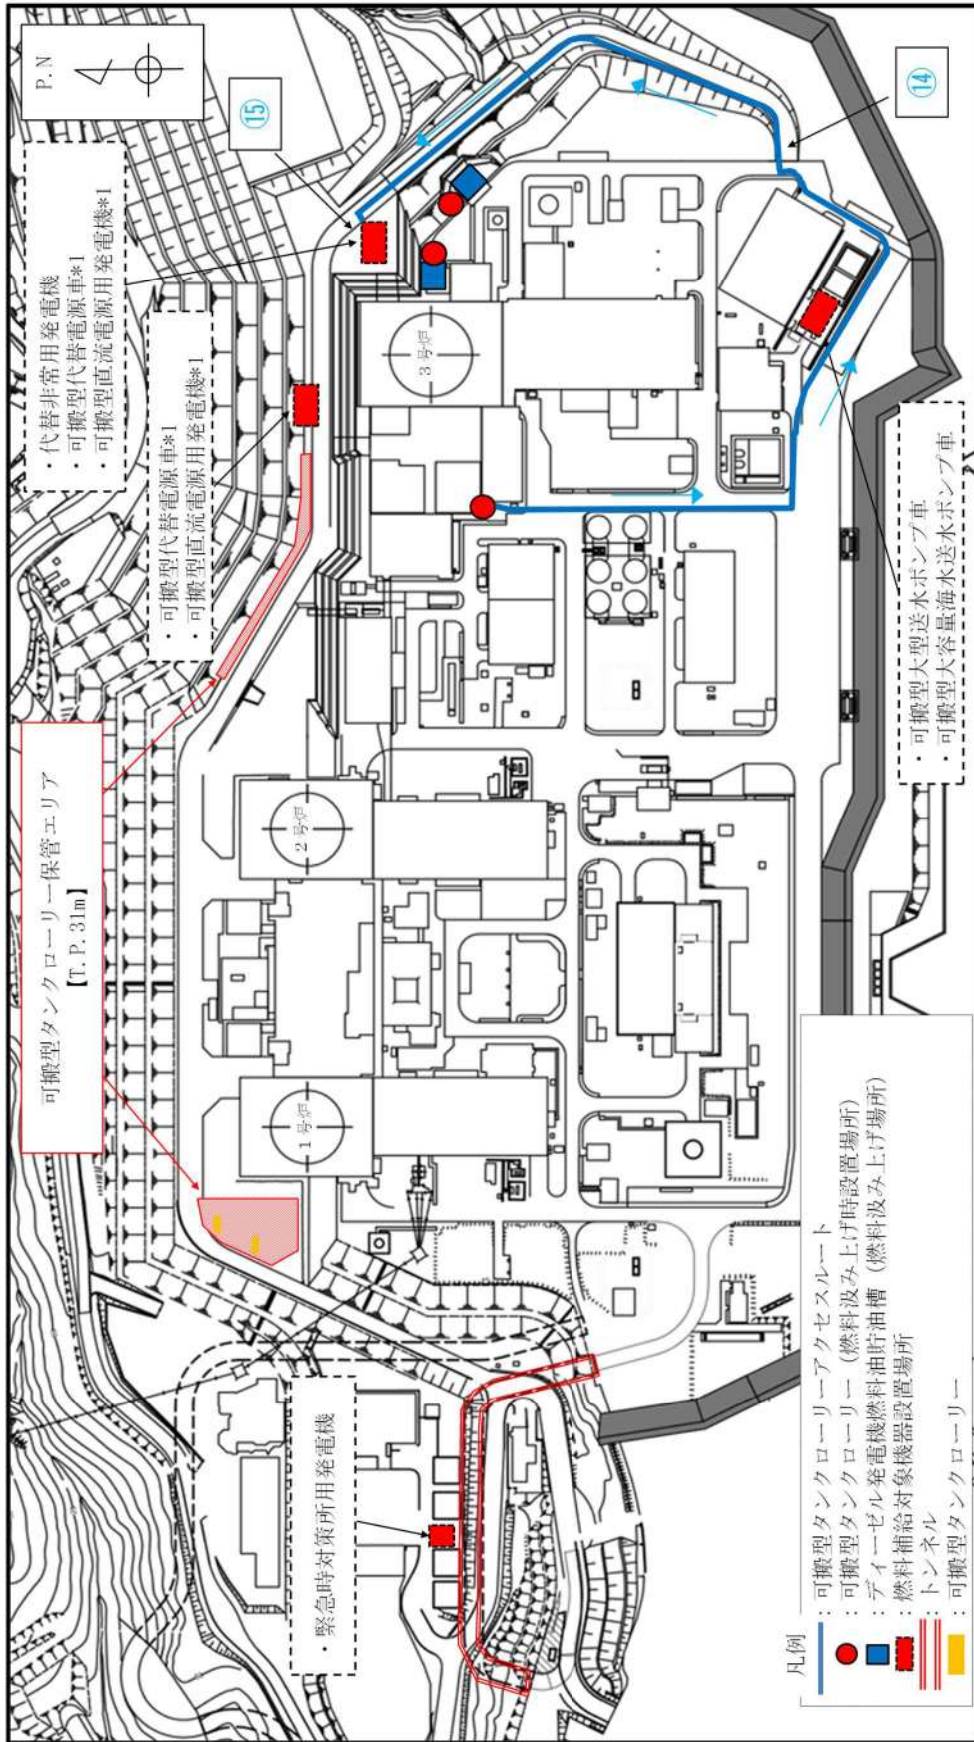 P.N
⑮
⑭
・代替非常用発電機
・可搬型代替電源車*1
・可搬型直流電源用発電機*1
・可搬型代替電源車*1
・可搬型直流電源用発電機*1
可搬型タンクローリー保管エリア
【T.P.31m】
3号炉
2号炉
1号炉
・緊急時対策所用発電機
・可搬型大型送水ポンプ車
・可搬型大容量海水送水ポンプ車
凡例
：可搬型タンクローリーアクセスルート
：可搬型タンクローリー（燃料汲み上げ時設置場所）
：ディーゼル発電機燃料油貯油槽（燃料汲み上げ場所）
：燃料補給対象機器設置場所
：トンネル
：可搬型タンクローリー